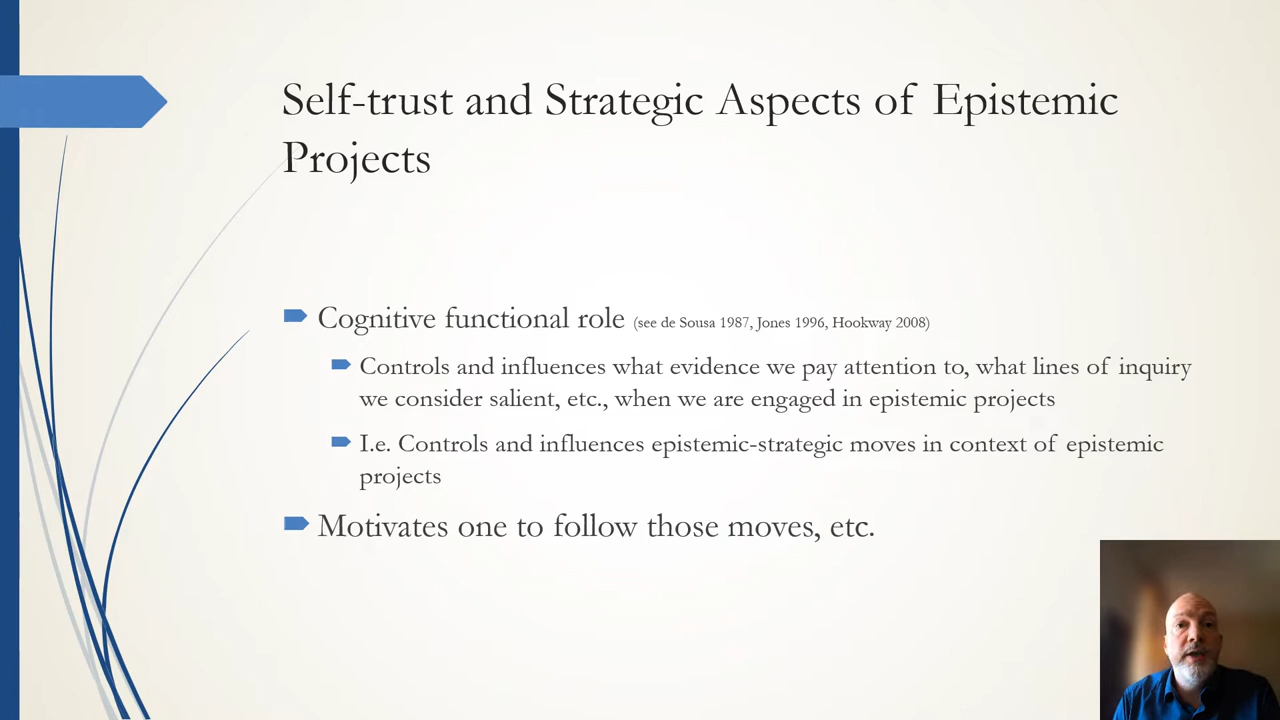 Self-trust and Strategic Aspects of Epistemic
Projects
Cognitive functional role (see de Sousa 1987, Jones 1996, Hookway 2008)
Controls and influences what evidence we pay attention to, what lines of inquiry
we consider salient, etc., when we are engaged in epistemic projects
I.e. Controls and influences epistemic-strategic moves in context of epistemic
projects
Motivates one to follow those moves, etc.